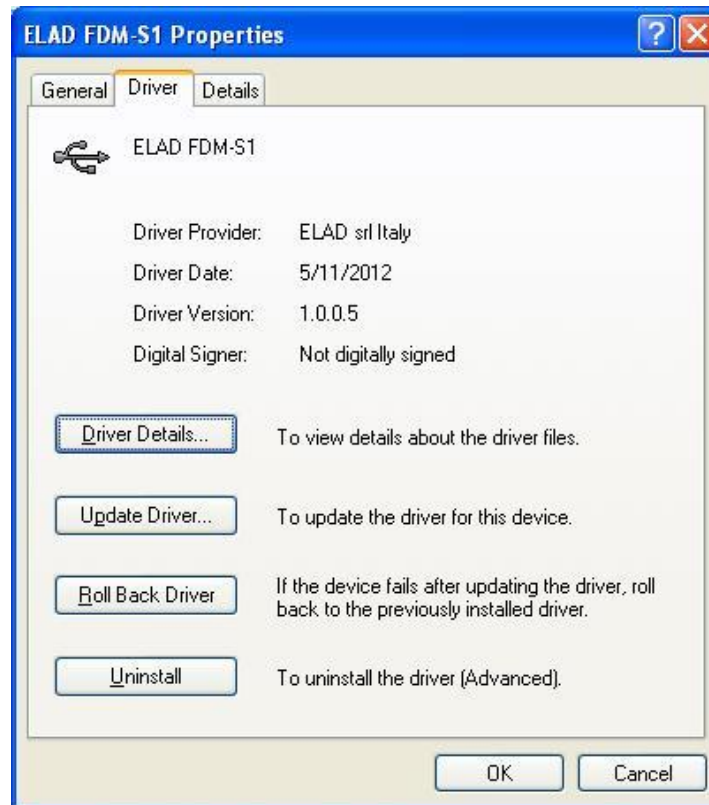 ELAD FDM-S1 Properties
General Driver Details
ELAD FDM-S1
Driver Provider: ELAD srl Italy
Driver Date: 5/11/2012
Driver Version: 1.0.0.5
Digital Signer: Not digitally signed
Driver Details... To view details about the driver files.
Update Driver... To update the driver for this device.
Roll Back Driver If the device fails after updating the driver, roll
back to the previously installed driver.
Uninstall To uninstall the driver (Advanced).
OK Cancel